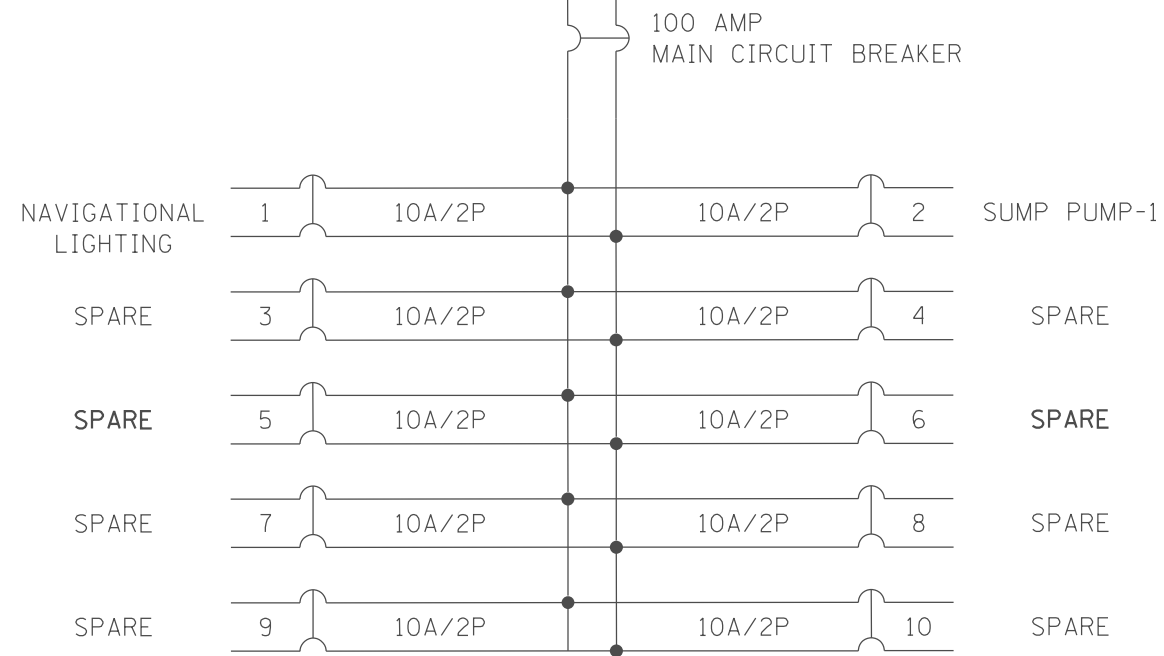 100 AMP
MAIN CIRCUIT BREAKER
NAVIGATIONAL
LIGHTING
1 10A/2P 10A/2P 2 SUMP PUMP-1
SPARE 3 10A/2P 10A/2P 4 SPARE
SPARE 5 10A/2P 10A/2P 6 SPARE
SPARE 7 10A/2P 10A/2P 8 SPARE
SPARE 9 10A/2P 10A/2P 10 SPARE